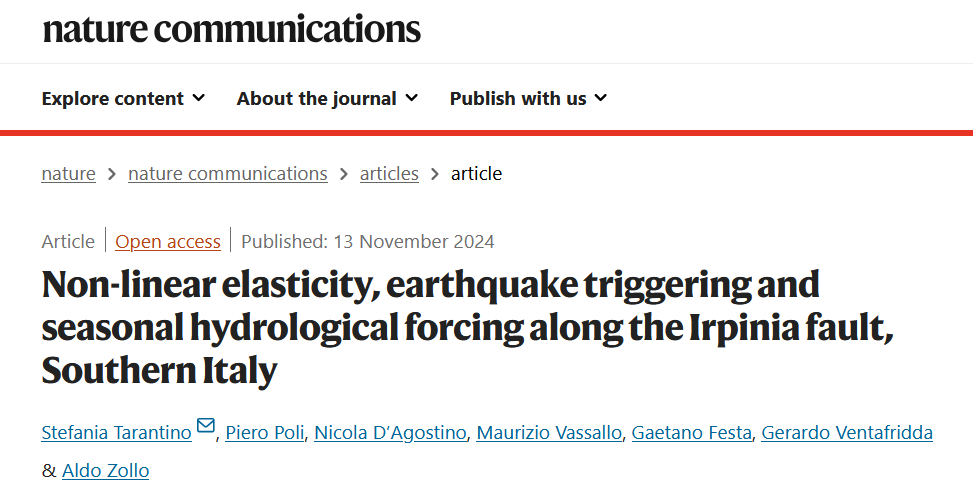 nature communications
Explore content About the journal Publish with us
nature > nature communications > articles > article
Article | Open access | Published: 13 November 2024
Non-linear elasticity, earthquake triggering and
seasonal hydrological forcing along the Irpinia fault,
Southern Italy
Stefania Tarantino , Piero Poli, Nicola D’Agostino, Maurizio Vassallo, Gaetano Festa, Gerardo Ventafridda
& Aldo Zollo